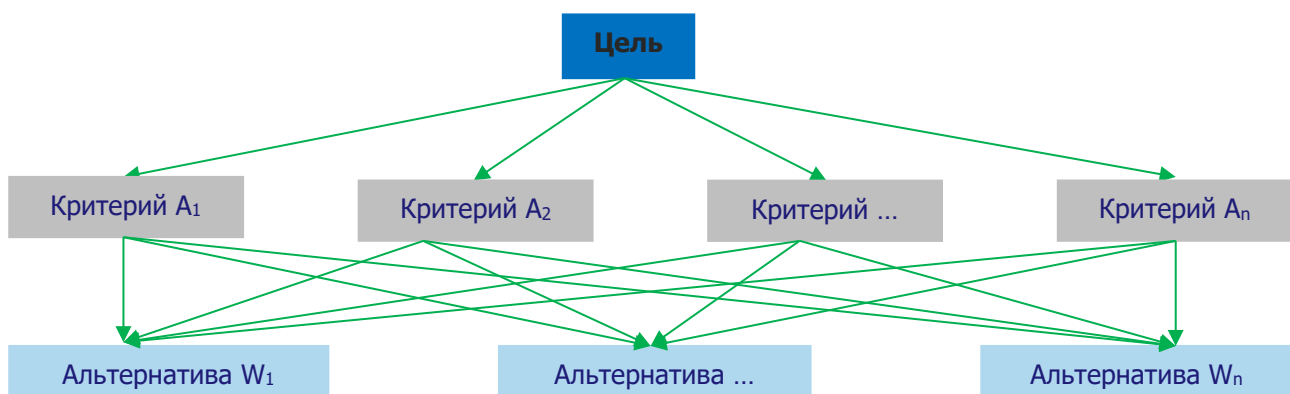 Цель
Критерий A₁
Критерий A₂
Критерий ...
Критерий Aₙ
Альтернатива W₁
Альтернатива ...
Альтернатива Wₙ